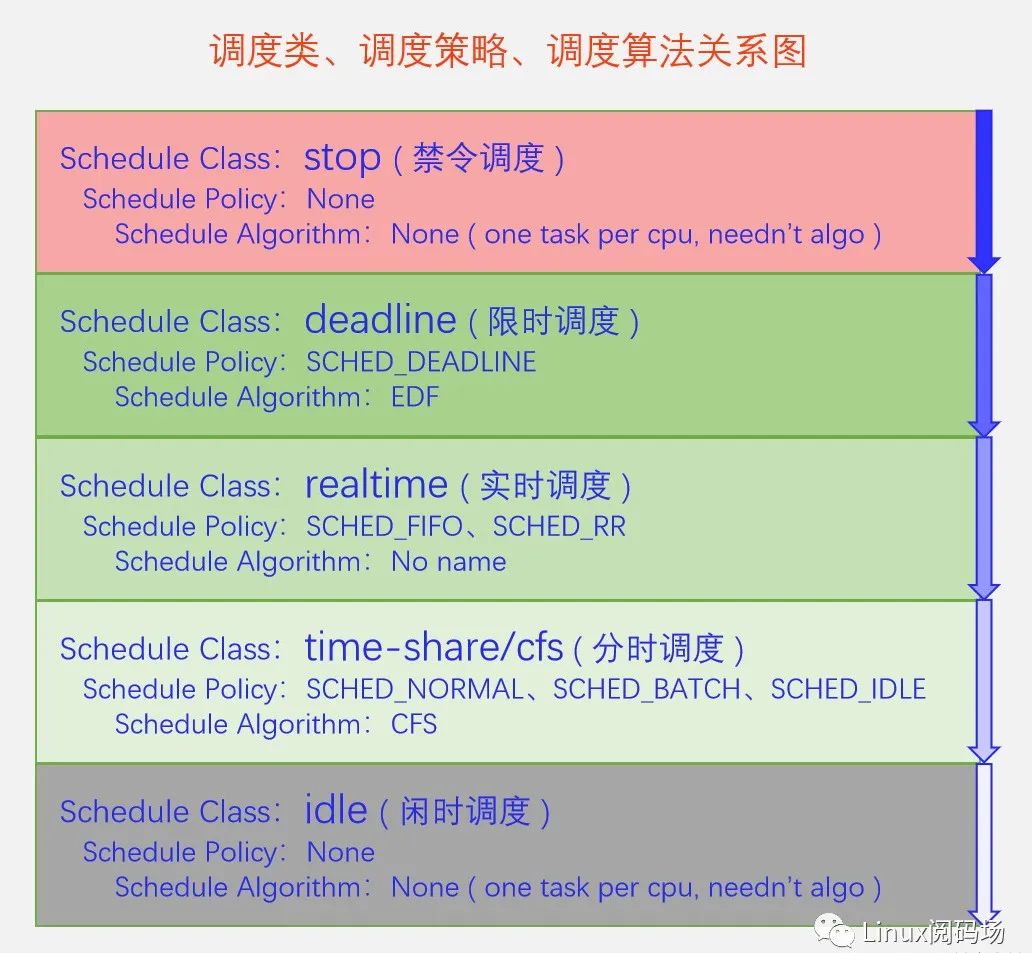 调度类、调度策略、调度算法关系图
Schedule Class：stop ( 禁令调度 )
Schedule Policy：None
Schedule Algorithm：None ( one task per cpu, needn't algo )
Schedule Class：deadline ( 限时调度 )
Schedule Policy：SCHED_DEADLINE
Schedule Algorithm：EDF
Schedule Class：realtime ( 实时调度 )
Schedule Policy：SCHED_FIFO、SCHED_RR
Schedule Algorithm：No name
Schedule Class：time-share/cfs ( 分时调度 )
Schedule Policy：SCHED_NORMAL、SCHED_BATCH、SCHED_IDLE
Schedule Algorithm：CFS
Schedule Class：idle ( 闲时调度 )
Schedule Policy：None
Schedule Algorithm：None ( one task per cpu, needn't algo )
Linux阅码场